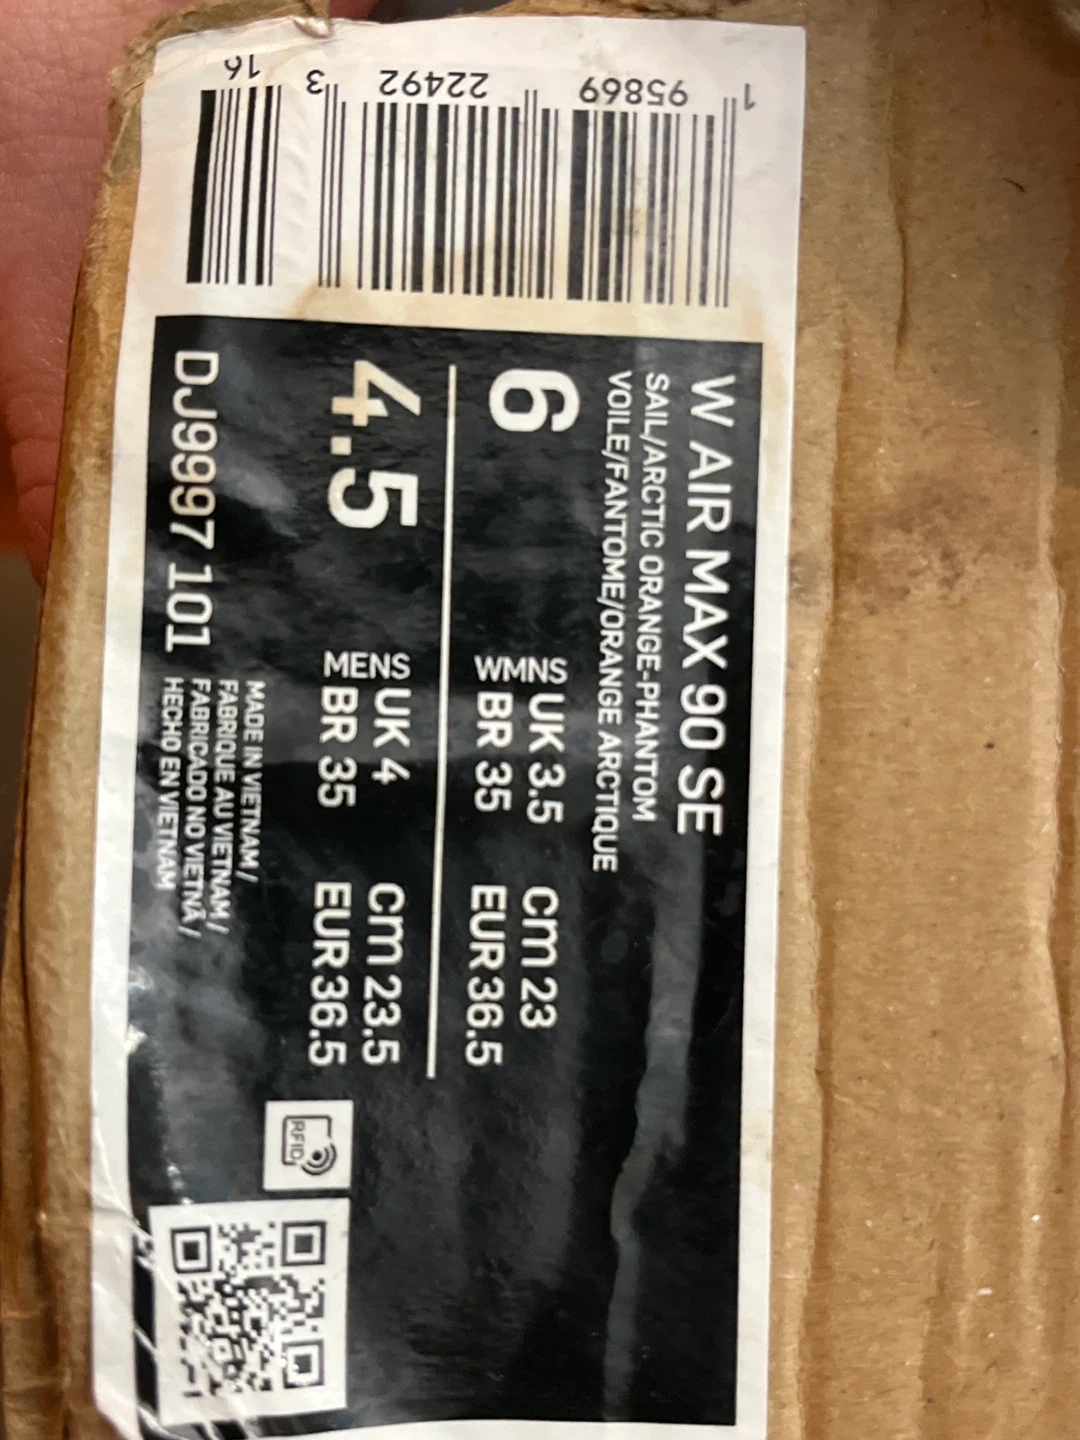 W AIR MAX 90 SE
SAIL/ARCTIC ORANGE-PHANTOM
VOILE/FANTOME/ORANGE ARCTIQUE
6
WMNS
UK 3.5 cm 23
BR 35 EUR 36.5
4.5
MENS
UK 4 cm 23.5
BR 35 EUR 36.5
RFID
MADE IN VIETNAM /
FABRIQUE AU VIETNAM /
FABRICADO NO VIETNÃ /
HECHO EN VIETNAM
DJ9997 101
1 95869 22492 3 16